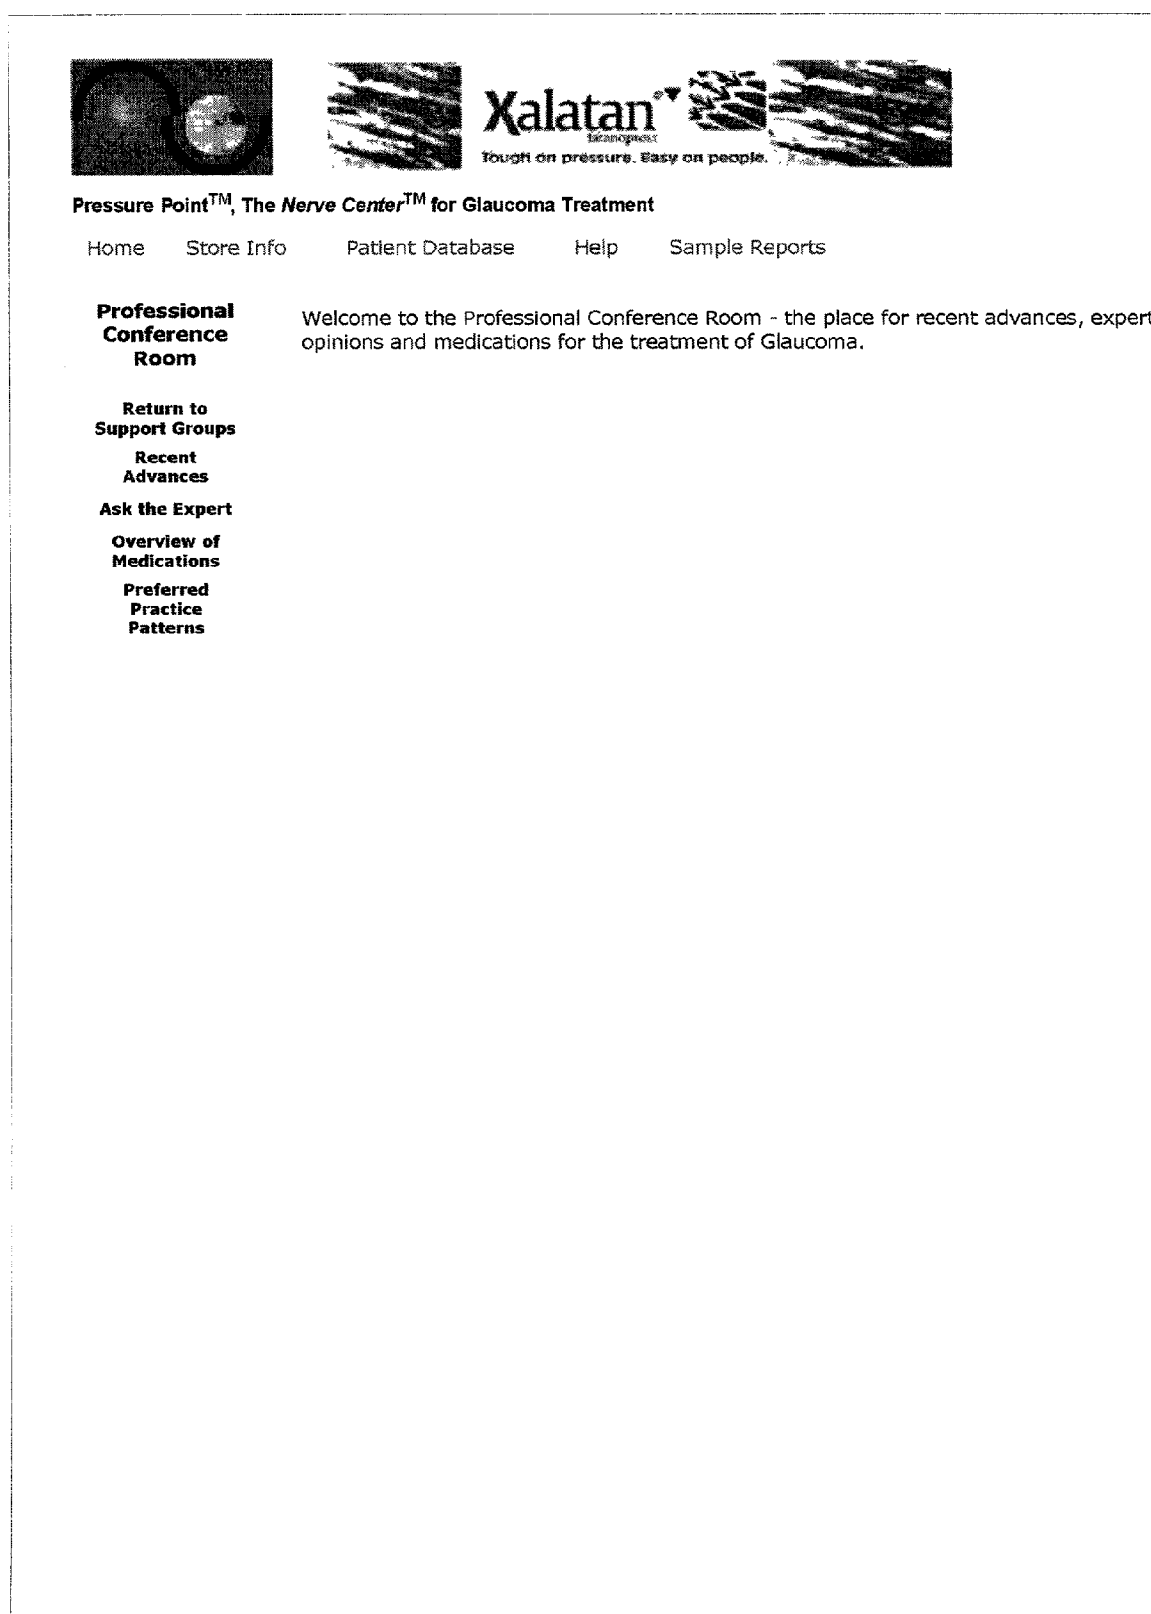 Xalatan®
Tough on pressure. Easy on people.
Pressure Point™, The Nerve Center™ for Glaucoma Treatment
Home Store Info Patient Database Help Sample Reports
Professional
Conference
Room
Welcome to the Professional Conference Room - the place for recent advances, expert
opinions and medications for the treatment of Glaucoma.
Return to
Support Groups
Recent
Advances
Ask the Expert
Overview of
Medications
Preferred
Practice
Patterns